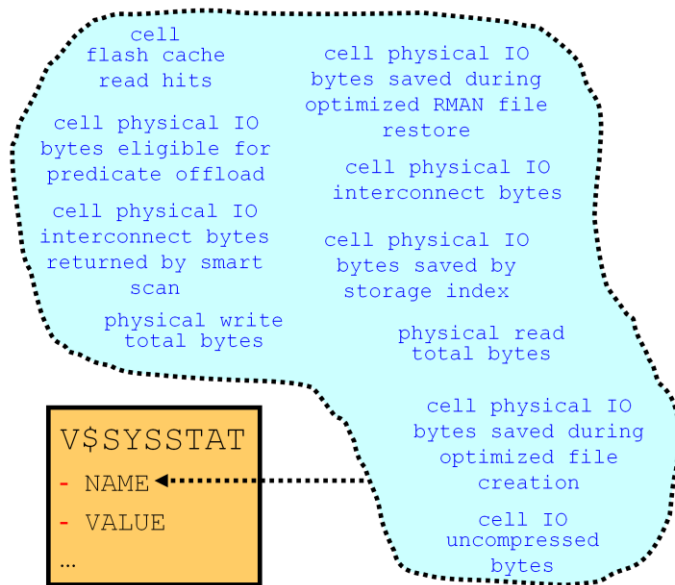 cell
flash cache
read hits
cell physical IO
bytes saved during
optimized RMAN file
restore
cell physical IO
bytes eligible for
predicate offload
cell physical IO
interconnect bytes
cell physical IO
interconnect bytes
returned by smart
scan
cell physical IO
bytes saved by
storage index
physical write
total bytes
physical read
total bytes
cell physical IO
bytes saved during
optimized file
creation
cell IO
uncompressed
bytes
V$SYSSTAT
- NAME
- VALUE
…